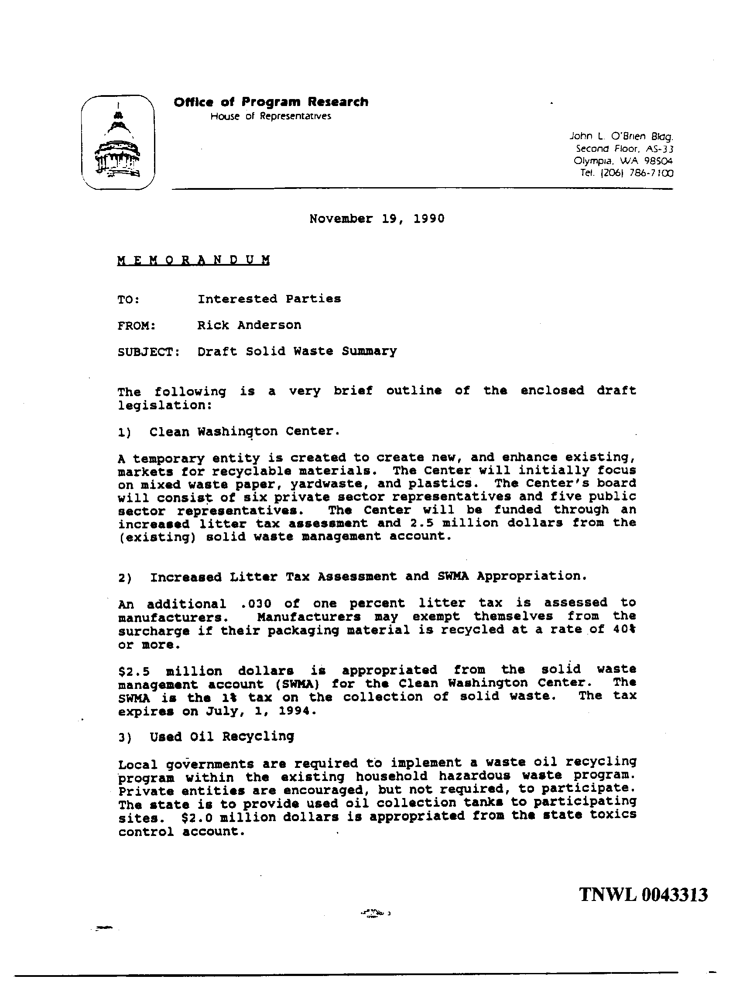 Office of Program Research
House of Representatives
John L. O'Brien Bldg.
Second Floor, AS-33
Olympia, WA 98504
Tel. (206) 786-7100
November 19, 1990
M E M O R A N D U M
TO: Interested Parties
FROM: Rick Anderson
SUBJECT: Draft Solid Waste Summary
The following is a very brief outline of the enclosed draft
legislation:
1) Clean Washington Center.
A temporary entity is created to create new, and enhance existing,
markets for recyclable materials. The Center will initially focus
on mixed waste paper, yardwaste, and plastics. The Center's board
will consist of six private sector representatives and five public
sector representatives. The Center will be funded through an
increased litter tax assessment and 2.5 million dollars from the
(existing) solid waste management account.
2) Increased Litter Tax Assessment and SWMA Appropriation.
An additional .030 of one percent litter tax is assessed to
manufacturers. Manufacturers may exempt themselves from the
surcharge if their packaging material is recycled at a rate of 40%
or more.
$2.5 million dollars is appropriated from the solid waste
management account (SWMA) for the Clean Washington Center. The
SWMA is the 1% tax on the collection of solid waste. The tax
expires on July, 1, 1994.
3) Used Oil Recycling
Local governments are required to implement a waste oil recycling
program within the existing household hazardous waste program.
Private entities are encouraged, but not required, to participate.
The state is to provide used oil collection tanks to participating
sites. $2.0 million dollars is appropriated from the state toxics
control account.
TNWL 0043313